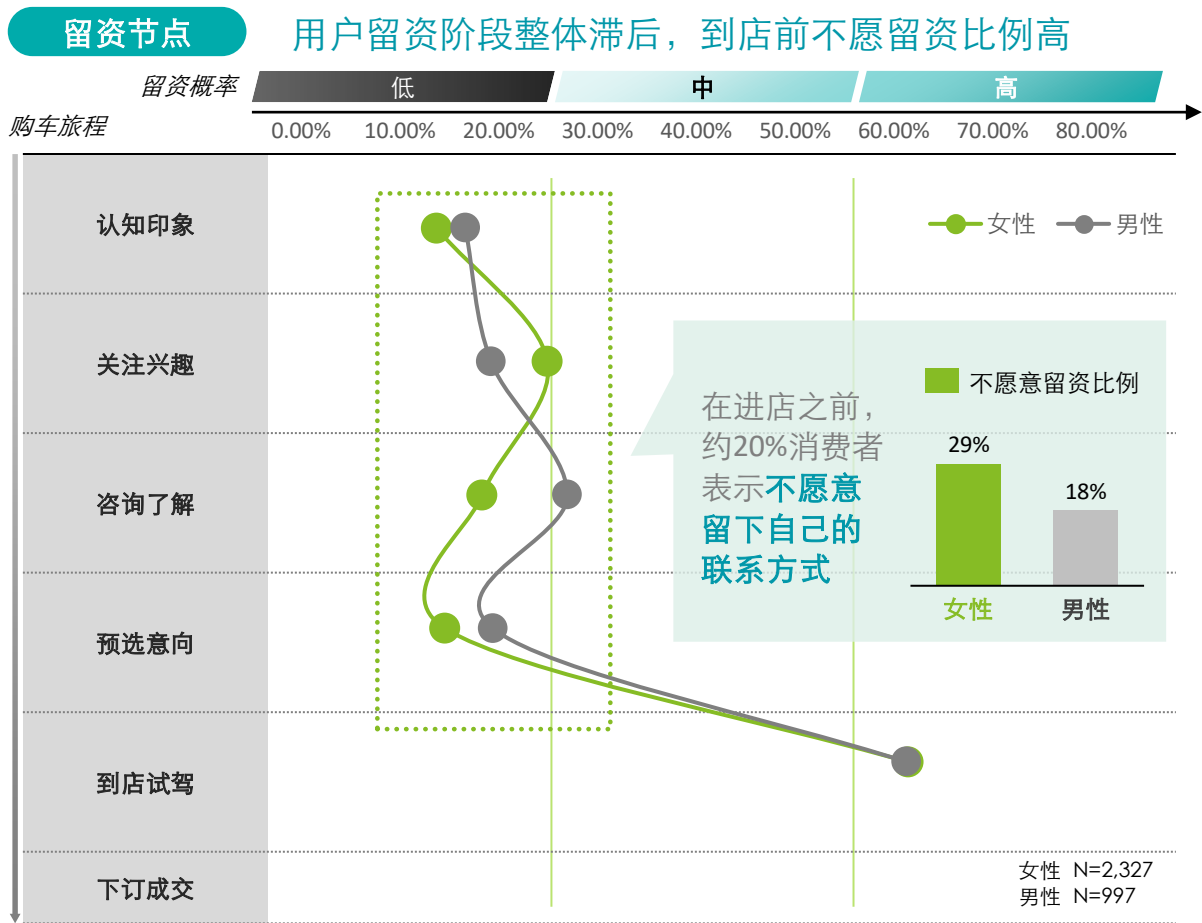 留资节点
用户留资阶段整体滞后，到店前不愿留资比例高
留资概率
低
中
高
购车旅程
0.00% 10.00% 20.00% 30.00% 40.00% 50.00% 60.00% 70.00% 80.00%
认知印象
女性 男性
关注兴趣
不愿意留资比例
在进店之前，
约20%消费者
表示不愿意
留下自己的
联系方式
29%
18%
女性
男性
咨询了解
预选意向
到店试驾
下订成交
女性 N=2,327
男性 N=997